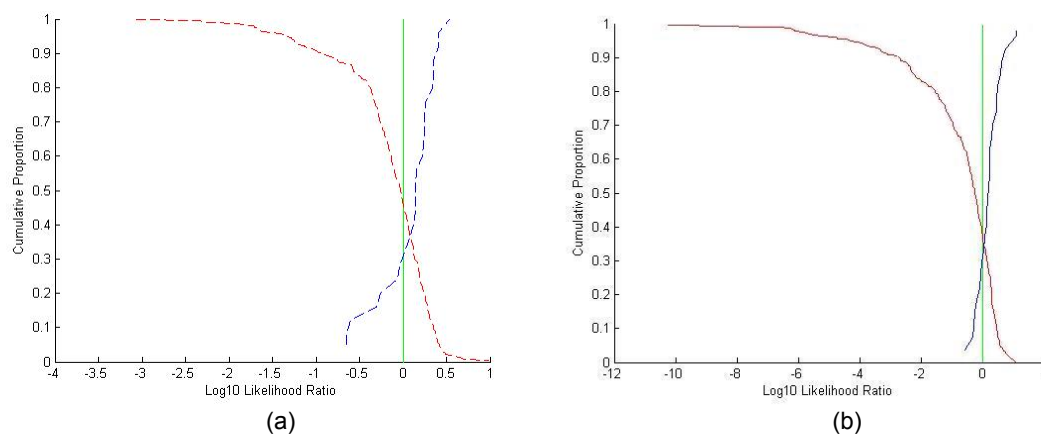 1
0.9
0.8
0.7
0.6
0.5
0.4
0.3
0.2
0.1
0
Cumulative Proportion
-4 -3.5 -3 -2.5 -2 -1.5 -1 -0.5 0 0.5 1
Log10 Likelihood Ratio
(a)
1
0.9
0.8
0.7
0.6
0.5
0.4
0.3
0.2
0.1
0
Cumulative Proportion
-12 -10 -8 -6 -4 -2 0
Log10 Likelihood Ratio
(b)